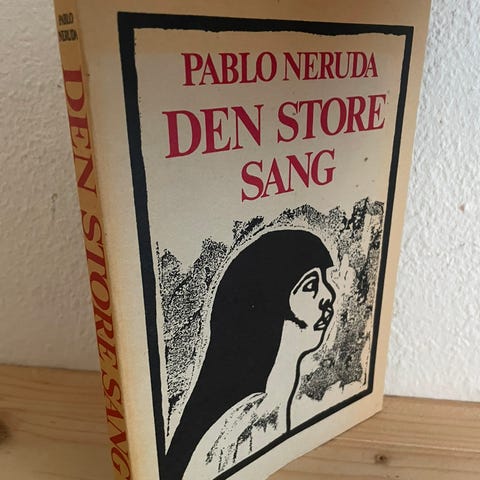 PABLO
NERUDA
DEN STORE SANG
PABLO NERUDA
DEN STORE
SANG